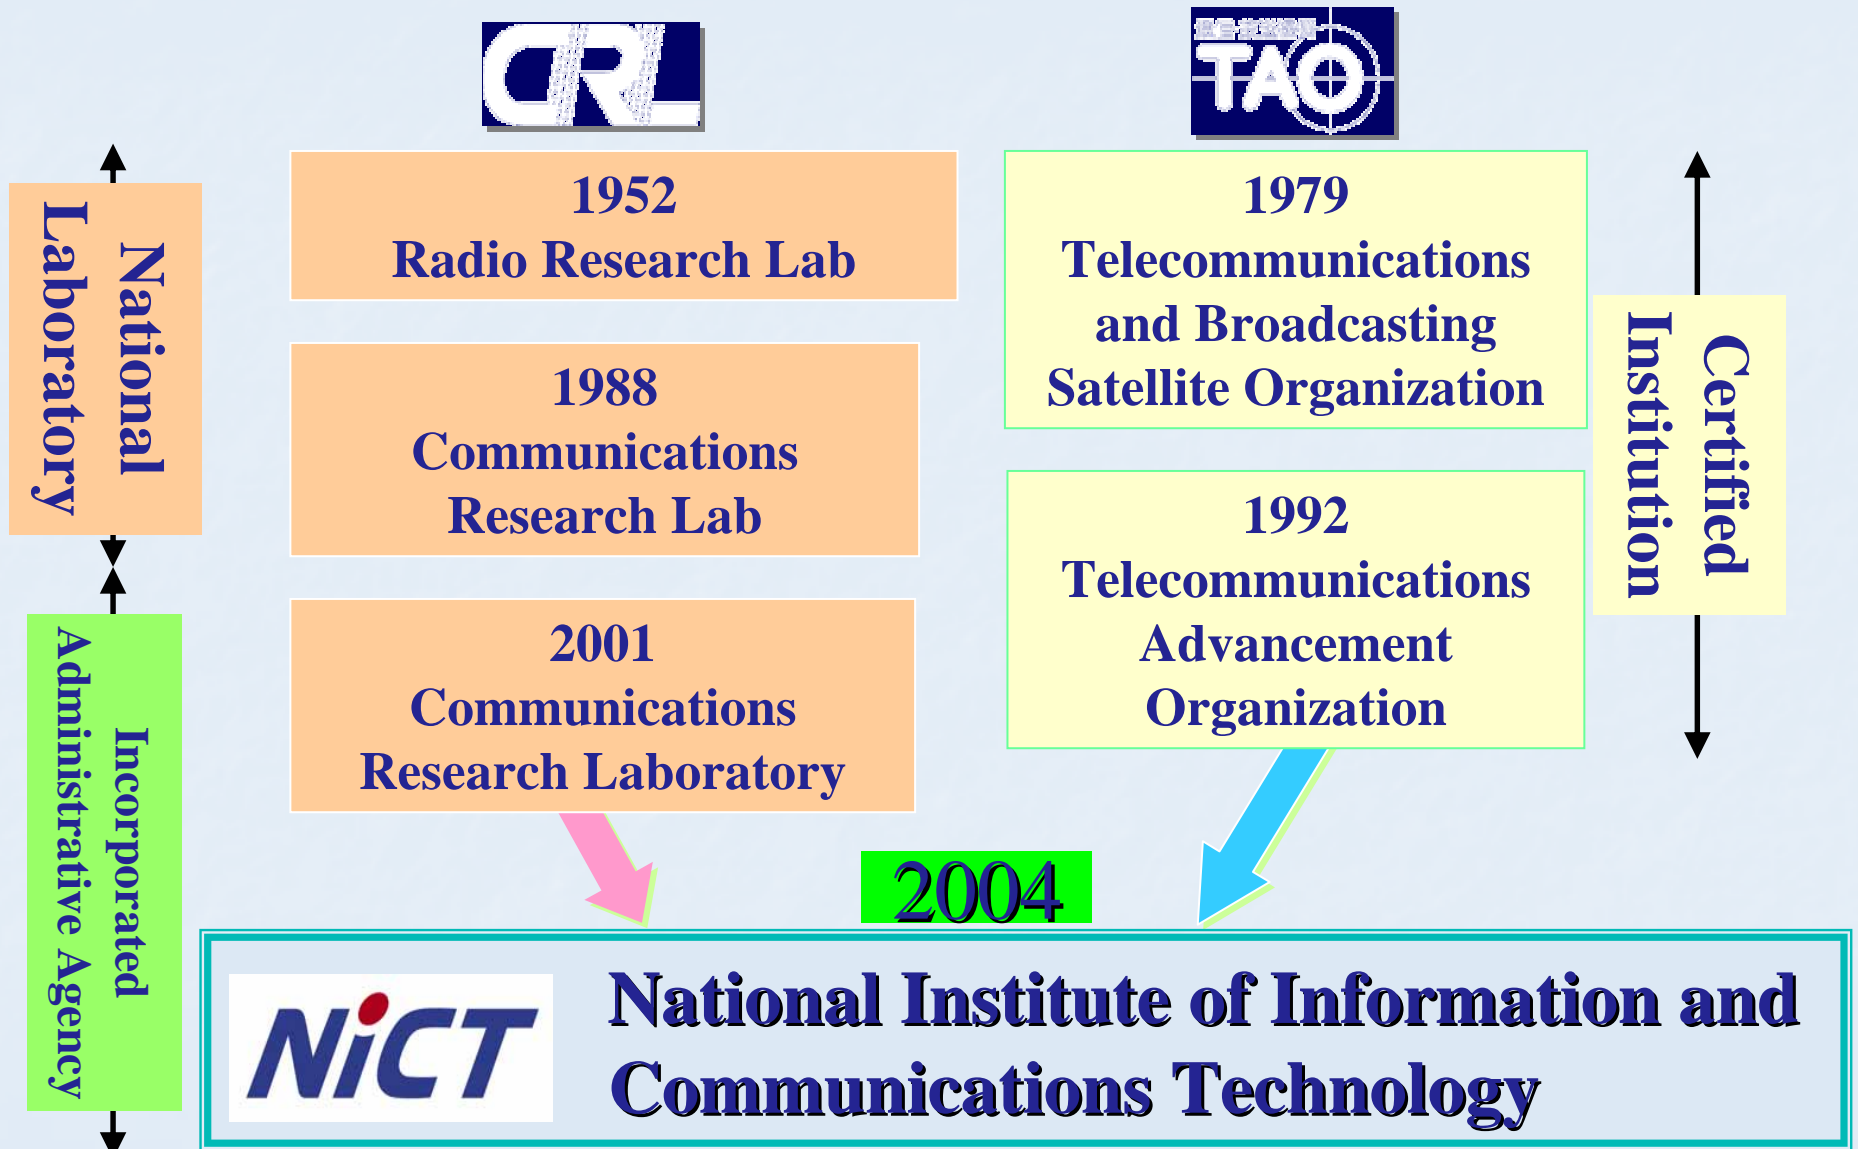 CRL
TAO
National
Laboratory
1952
Radio Research Lab
1979
Telecommunications
and Broadcasting
Satellite Organization
Certified
Institution
1988
Communications
Research Lab
1992
Telecommunications
Advancement
Organization
2001
Communications
Research Laboratory
Incorporated
Administrative Agency
2004
NiCT
National Institute of Information and
Communications Technology